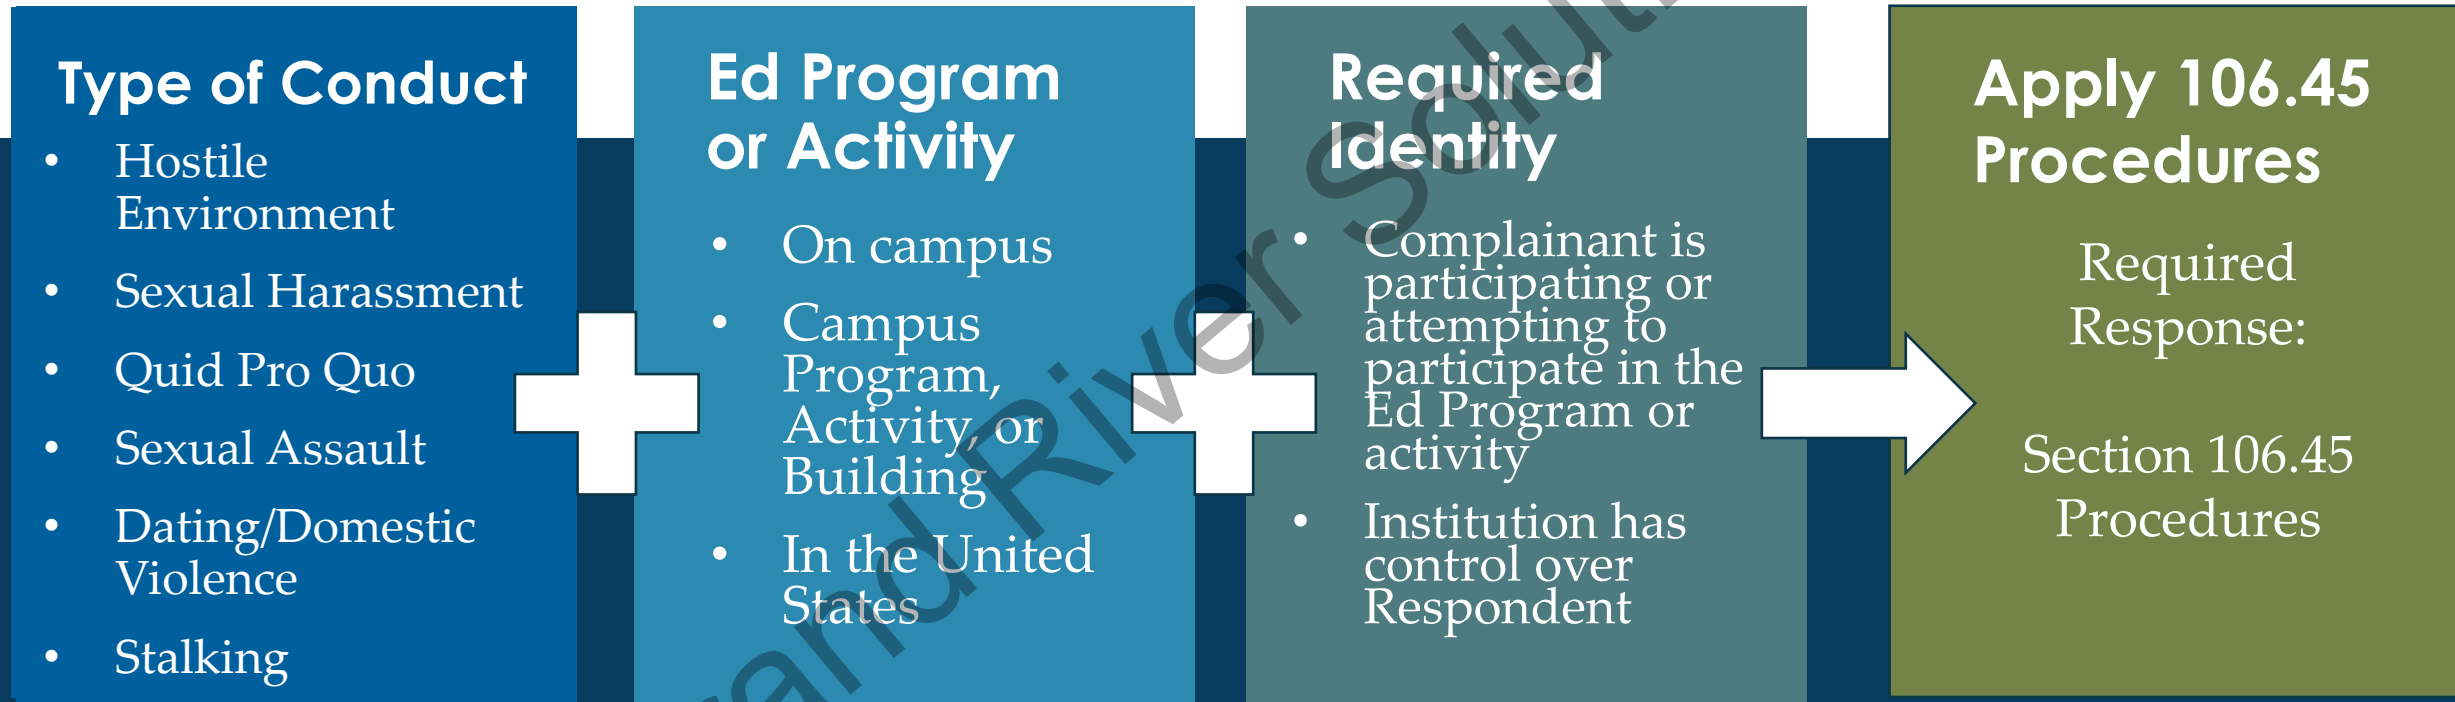 Type of Conduct
• Hostile
Environment
• Sexual Harassment
• Quid Pro Quo
• Sexual Assault
• Dating/Domestic
Violence
• Stalking
Ed Program
or Activity
• On campus
• Campus
Program,
Activity, or
Building
• In the United
States
Required
Identity
• Complainant is
participating or
attempting to
participate in the
Ed Program or
activity
• Institution has
control over
Respondent
Apply 106.45
Procedures
Required
Response:
Section 106.45
Procedures
River